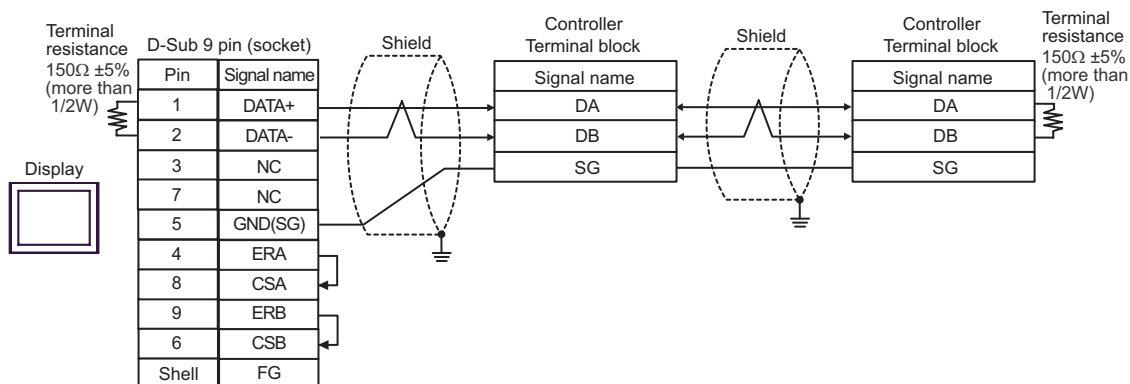 Terminal
resistance
150Ω ±5%
(more than
1/2W)
D-Sub 9 pin (socket)
Shield
Controller
Terminal block
Shield
Controller
Terminal block
Terminal
resistance
150Ω ±5%
(more than
1/2W)
Pin Signal name
1 DATA+
2 DATA-
3 NC
7 NC
5 GND(SG)
4 ERA
8 CSA
9 ERB
6 CSB
Shell FG
Signal name
DA
DB
SG
Signal name
DA
DB
SG
Display